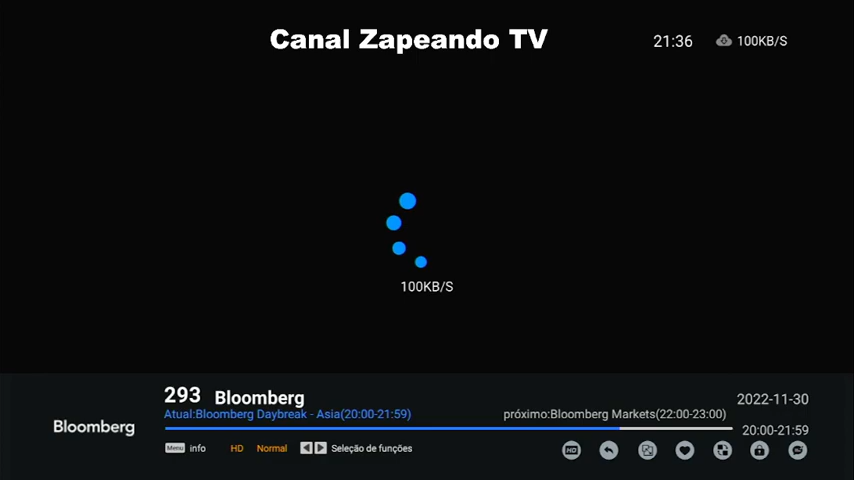 Canal Zapeando TV
21:36
100KB/S
100KB/S
293 Bloomberg
2022-11-30
Atual:Bloomberg Daybreak - Asia(20:00-21:59)
próximo:Bloomberg Markets(22:00-23:00)
Bloomberg
20:00-21:59
Menu info HD Normal Seleção de funções
HD